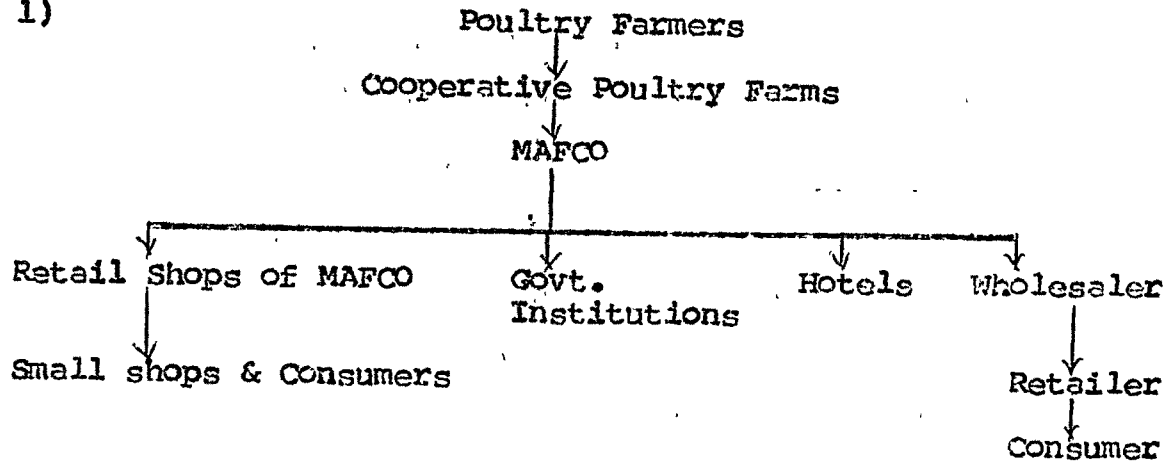 1)
Poultry Farmers
Cooperative Poultry Farms
MAFCO
Retail Shops of MAFCO
Govt.
Institutions
Hotels
Wholesaler
Small shops & Consumers
Retailer
Consumer